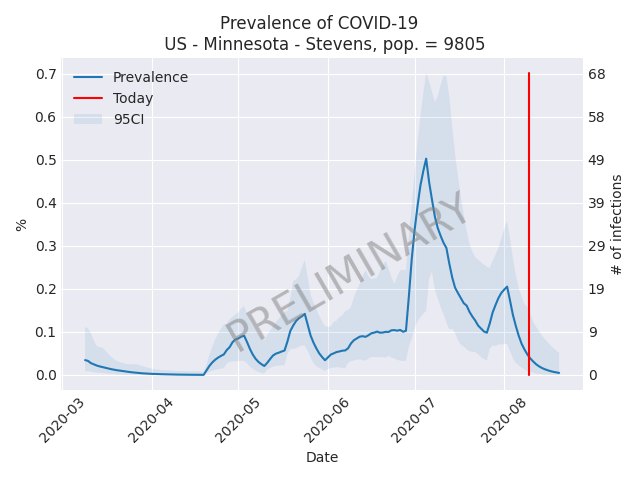 Prevalence of COVID-19
US - Minnesota - Stevens, pop. = 9805
Prevalence
Today
95CI
0.7
0.6
0.5
0.4
0.3
0.2
0.1
0.0
%
68
58
49
39
29
19
9
0
# of infections
PRELIMINARY
2020-03
2020-04
2020-05
2020-06
2020-07
2020-08
Date